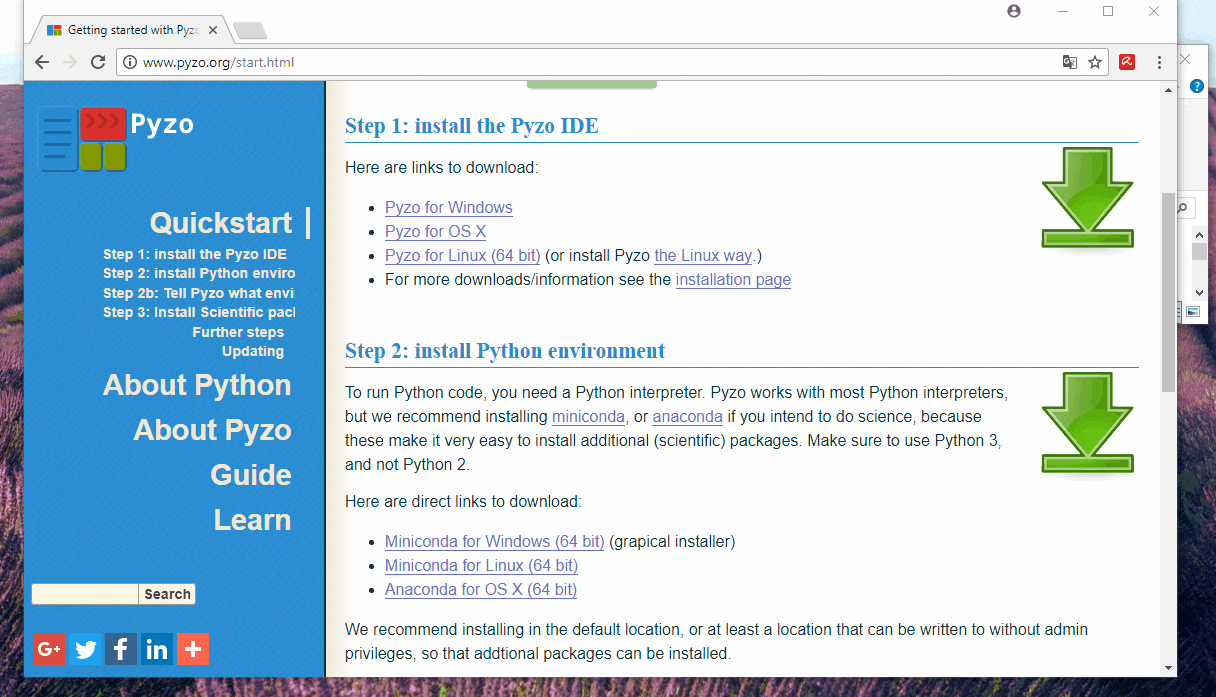 Getting started with Pyzo
www.pyzo.org/start.html
Pyzo
Quickstart
Step 1: install the Pyzo IDE
Step 2: install Python enviro
Step 2b: Tell Pyzo what envi
Step 3: Install Scientific pac
Further steps
Updating
About Python
About Pyzo
Guide
Learn
Search
G+
f
in
Step 1: install the Pyzo IDE
Here are links to download:
Pyzo for Windows
Pyzo for OS X
Pyzo for Linux (64 bit) (or install Pyzo the Linux way.)
For more downloads/information see the installation page
Step 2: install Python environment
To run Python code, you need a Python interpreter. Pyzo works with most Python interpreters,
but we recommend installing miniconda, or anaconda if you intend to do science, because
these make it very easy to install additional (scientific) packages. Make sure to use Python 3,
and not Python 2.
Here are direct links to download:
Miniconda for Windows (64 bit) (grapical installer)
Miniconda for Linux (64 bit)
Anaconda for OS X (64 bit)
We recommend installing in the default location, or at least a location that can be written to without admin
privileges, so that addtional packages can be installed.